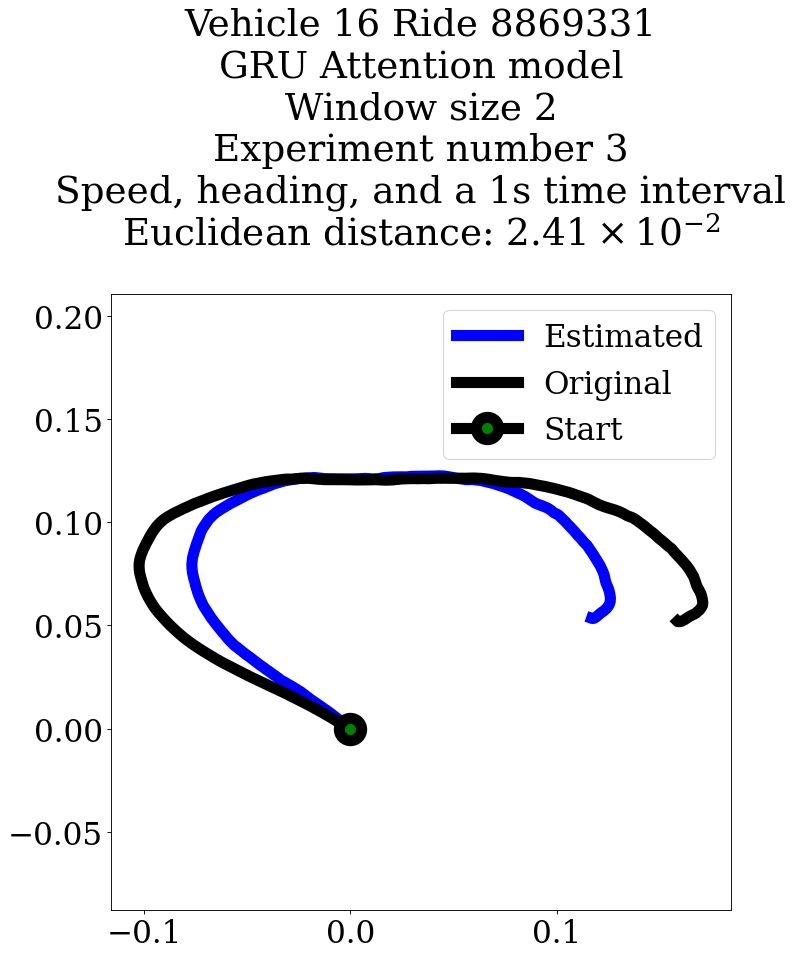 Vehicle 16 Ride 8869331
GRU Attention model
Window size 2
Experiment number 3
Speed, heading, and a 1s time interval
Euclidean distance: 2.41 × 10⁻²
Estimated
Original
Start
0.20
0.15
0.10
0.05
0.00
−0.05
−0.1
0.0
0.1